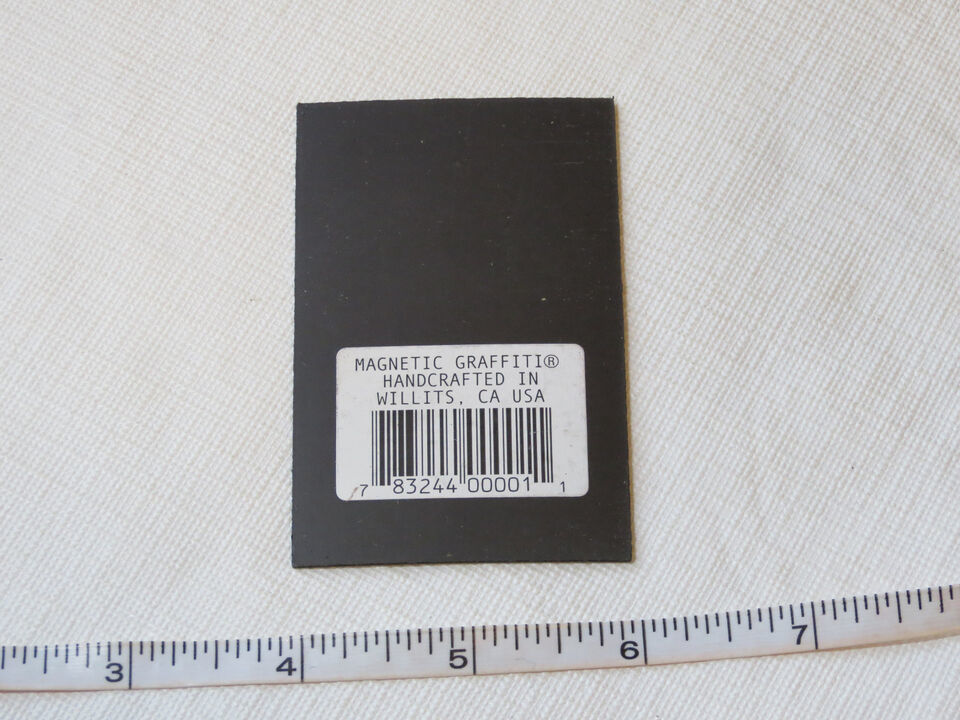 MAGNETIC GRAFFITI®
HANDCRAFTED IN
WILLITS, CA USA
7 83244 00001 1
3 4 5 6 7